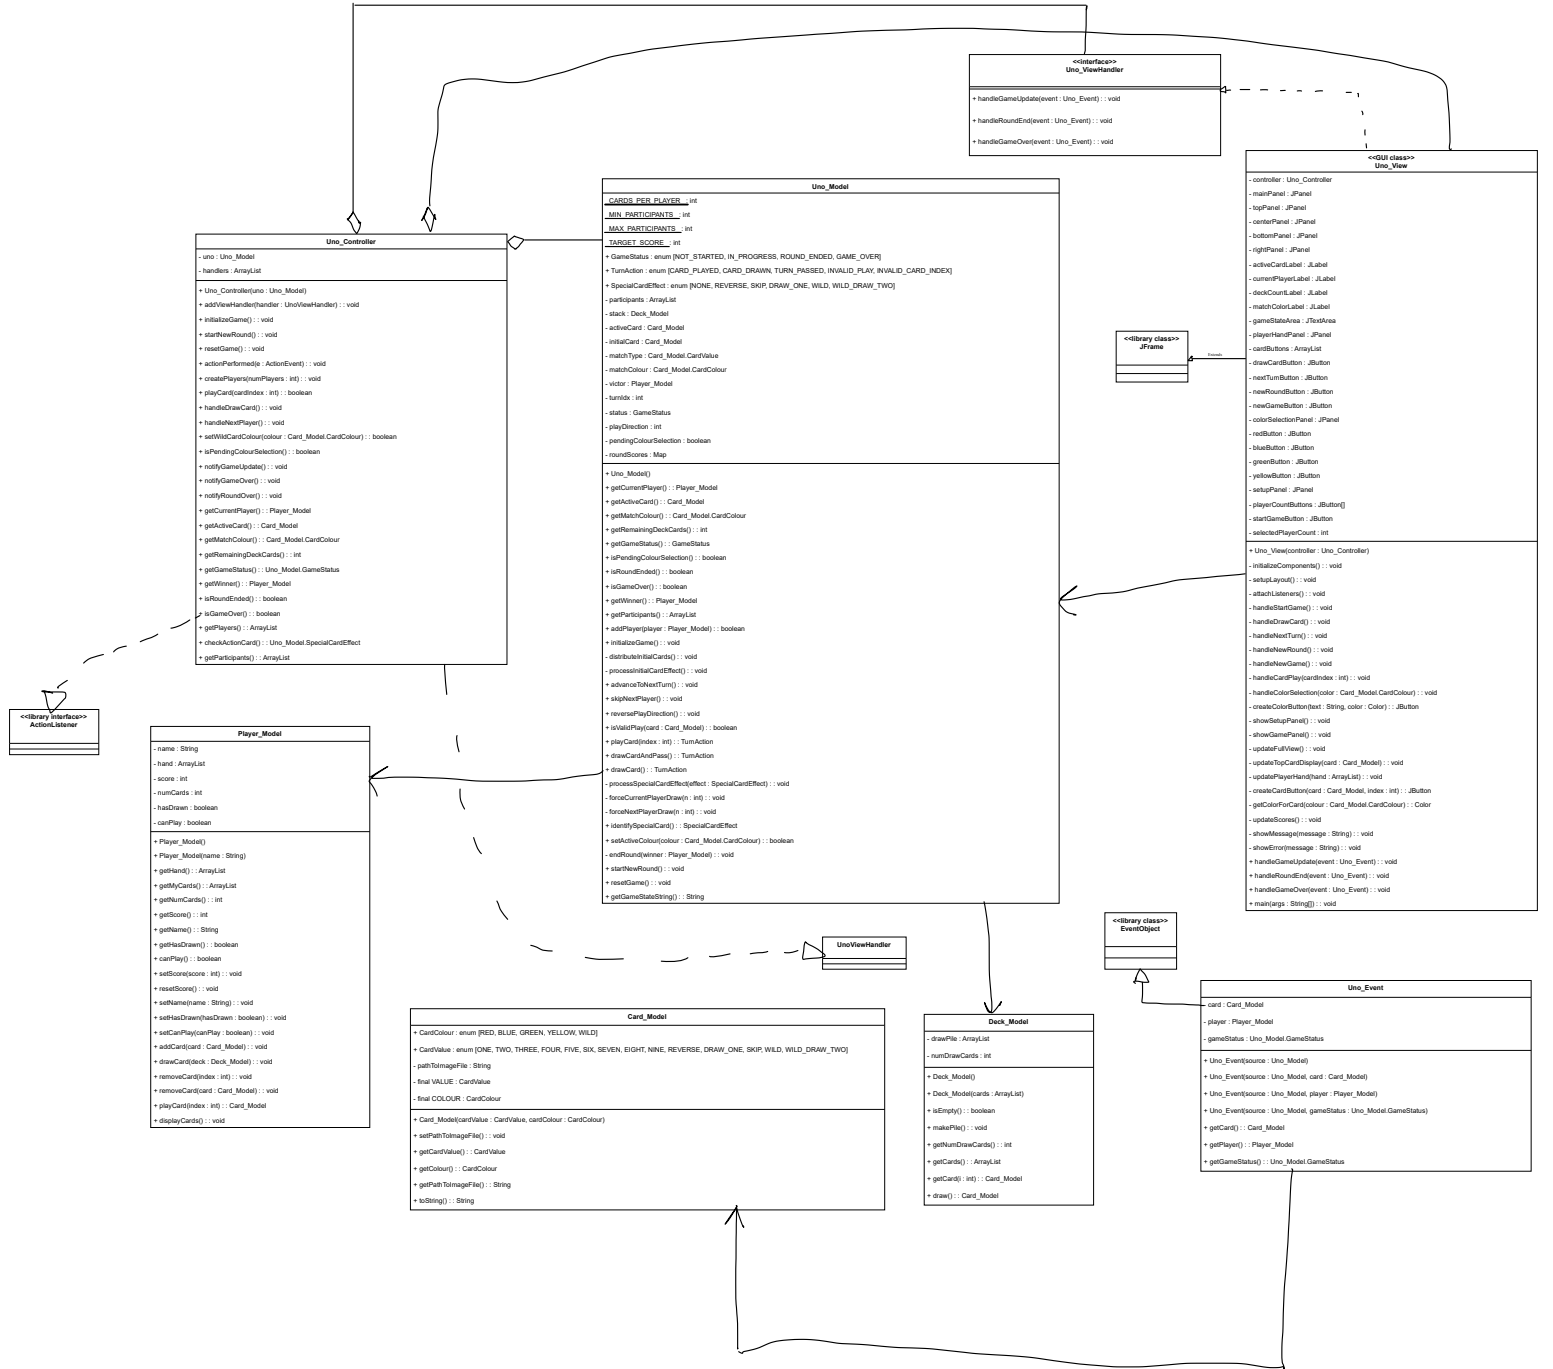 <<interface>>
Uno_ViewHandler
+ handleGameUpdate(event : Uno_Event) : : void
+ handleRoundEnd(event : Uno_Event) : : void
+ handleGameOver(event : Uno_Event) : : void
<<GUI class>>
Uno_View
- controller : Uno_Controller
- mainPanel : JPanel
- topPanel : JPanel
- centerPanel : JPanel
- bottomPanel : JPanel
- rightPanel : JPanel
- activeCardLabel : JLabel
- currentPlayerLabel : JLabel
- deckCountLabel : JLabel
- matchColorLabel : JLabel
- gameStateArea : JTextArea
- playerHandPanel : JPanel
- cardButtons : ArrayList
- drawCardButton : JButton
- nextTurnButton : JButton
- newRoundButton : JButton
- newGameButton : JButton
- colorSelectionPanel : JPanel
- redButton : JButton
- blueButton : JButton
- greenButton : JButton
- yellowButton : JButton
- setupPanel : JPanel
- playerCountButtons : JButton[]
- startGameButton : JButton
- selectedPlayerCount : int
+ Uno_View(controller : Uno_Controller)
- initializeComponents() : : void
- setupLayout() : : void
- attachListeners() : : void
- handleStartGame() : : void
- handleDrawCard() : : void
- handleNextTurn() : : void
- handleNewRound() : : void
- handleNewGame() : : void
- handleCardPlay(cardIndex : int) : : void
- handleColorSelection(color : Card_Model.CardColour) : : void
- createColorButton(text : String, color : Color) : : JButton
- showSetupPanel() : : void
- showGamePanel() : : void
- updateFullView() : : void
- updateTopCardDisplay(card : Card_Model) : : void
- updatePlayerHand(hand : ArrayList) : : void
- createCardButton(card : Card_Model, index : int) : : JButton
- getColorForCard(colour : Card_Model.CardColour) : : Color
- updateScores() : : void
- showMessage(message : String) : : void
- showError(message : String) : : void
+ handleGameUpdate(event : Uno_Event) : : void
+ handleRoundEnd(event : Uno_Event) : : void
+ handleGameOver(event : Uno_Event) : : void
+ main(args : String[]) : : void
Uno_Model
CARDS_PER_PLAYER : int
MIN_PARTICIPANTS : int
MAX_PARTICIPANTS : int
TARGET_SCORE : int
+ GameStatus : enum [NOT_STARTED, IN_PROGRESS, ROUND_ENDED, GAME_OVER]
+ TurnAction : enum [CARD_PLAYED, CARD_DRAWN, TURN_PASSED, INVALID_PLAY, INVALID_CARD_INDEX]
+ SpecialCardEffect : enum [NONE, REVERSE, SKIP, DRAW_ONE, WILD, WILD_DRAW_TWO]
- participants : ArrayList
- stack : Deck_Model
- activeCard : Card_Model
- initialCard : Card_Model
- matchType : Card_Model.CardValue
- matchColour : Card_Model.CardColour
- victor : Player_Model
- turnIdx : int
- status : GameStatus
- playDirection : int
- pendingColourSelection : boolean
- roundScores : Map
+ Uno_Model()
+ getCurrentPlayer() : : Player_Model
+ getActiveCard() : : Card_Model
+ getMatchColour() : : Card_Model.CardColour
+ getRemainingDeckCards() : : int
+ getGameStatus() : : GameStatus
+ isPendingColourSelection() : : boolean
+ isRoundEnded() : : boolean
+ isGameOver() : : boolean
+ getWinner() : : Player_Model
+ getParticipants() : : ArrayList
+ addPlayer(player : Player_Model) : : boolean
+ initializeGame() : : void
- distributeInitialCards() : : void
- processInitialCardEffect() : : void
+ advanceToNextTurn() : : void
+ skipNextPlayer() : : void
+ reversePlayDirection() : : void
+ isValidPlay(card : Card_Model) : : boolean
+ playCard(index : int) : : TurnAction
+ drawCardAndPass() : : TurnAction
+ drawCard() : : TurnAction
- processSpecialCardEffect(effect : SpecialCardEffect) : : void
- forceCurrentPlayerDraw(n : int) : : void
- forceNextPlayerDraw(n : int) : : void
+ identifySpecialCard() : : SpecialCardEffect
+ setActiveColour(colour : Card_Model.CardColour) : : boolean
- endRound(winner : Player_Model) : : void
+ startNewRound() : : void
+ resetGame() : : void
+ getGameStateString() : : String
Uno_Controller
- uno : Uno_Model
- handlers : ArrayList
+ Uno_Controller(uno : Uno_Model)
+ addViewHandler(handler : UnoViewHandler) : : void
+ initializeGame() : : void
+ startNewRound() : : void
+ resetGame() : : void
+ actionPerformed(e : ActionEvent) : : void
+ createPlayers(numPlayers : int) : : void
+ playCard(cardIndex : int) : : boolean
+ handleDrawCard() : : void
+ handleNextPlayer() : : void
+ setWildCardColour(colour : Card_Model.CardColour) : : boolean
+ isPendingColourSelection() : : boolean
+ notifyGameUpdate() : : void
+ notifyGameOver() : : void
+ notifyRoundOver() : : void
+ getCurrentPlayer() : : Player_Model
+ getActiveCard() : : Card_Model
+ getMatchColour() : : Card_Model.CardColour
+ getRemainingDeckCards() : : int
+ getGameStatus() : : Uno_Model.GameStatus
+ getWinner() : : Player_Model
+ isRoundEnded() : : boolean
+ isGameOver() : : boolean
+ getPlayers() : : ArrayList
+ checkActionCard() : : Uno_Model.SpecialCardEffect
+ getParticipants() : : ArrayList
<<library class>>
JFrame
Extends
<<library interface>>
ActionListener
Player_Model
- name : String
- hand : ArrayList
- score : int
- numCards : int
- hasDrawn : boolean
- canPlay : boolean
+ Player_Model()
+ Player_Model(name : String)
+ getHand() : : ArrayList
+ getMyCards() : : ArrayList
+ getNumCards() : : int
+ getScore() : : int
+ getName() : : String
+ getHasDrawn() : : boolean
+ canPlay() : : boolean
+ setScore(score : int) : : void
+ resetScore() : : void
+ setName(name : String) : : void
+ setHasDrawn(hasDrawn : boolean) : : void
+ setCanPlay(canPlay : boolean) : : void
+ addCard(card : Card_Model) : : void
+ drawCard(deck : Deck_Model) : : void
+ removeCard(index : int) : : void
+ removeCard(card : Card_Model) : : void
+ playCard(index : int) : : Card_Model
+ displayCards() : : void
UnoViewHandler
<<library class>>
EventObject
Card_Model
+ CardColour : enum [RED, BLUE, GREEN, YELLOW, WILD]
+ CardValue : enum [ONE, TWO, THREE, FOUR, FIVE, SIX, SEVEN, EIGHT, NINE, REVERSE, DRAW_ONE, SKIP, WILD, WILD_DRAW_TWO]
- pathToImageFile : String
- final VALUE : CardValue
- final COLOUR : CardColour
+ Card_Model(cardValue : CardValue, cardColour : CardColour)
+ setPathToImageFile() : : void
+ getCardValue() : : CardValue
+ getColour() : : CardColour
+ getPathToImageFile() : : String
+ toString() : : String
Deck_Model
- drawPile : ArrayList
- numDrawCards : int
+ Deck_Model()
+ Deck_Model(cards : ArrayList)
+ isEmpty() : : boolean
+ makePile() : : void
+ getNumDrawCards() : : int
+ getCards() : : ArrayList
+ getCard(i : int) : : Card_Model
+ draw() : : Card_Model
Uno_Event
- card : Card_Model
- player : Player_Model
- gameStatus : Uno_Model.GameStatus
+ Uno_Event(source : Uno_Model)
+ Uno_Event(source : Uno_Model, card : Card_Model)
+ Uno_Event(source : Uno_Model, player : Player_Model)
+ Uno_Event(source : Uno_Model, gameStatus : Uno_Model.GameStatus)
+ getCard() : : Card_Model
+ getPlayer() : : Player_Model
+ getGameStatus() : : Uno_Model.GameStatus